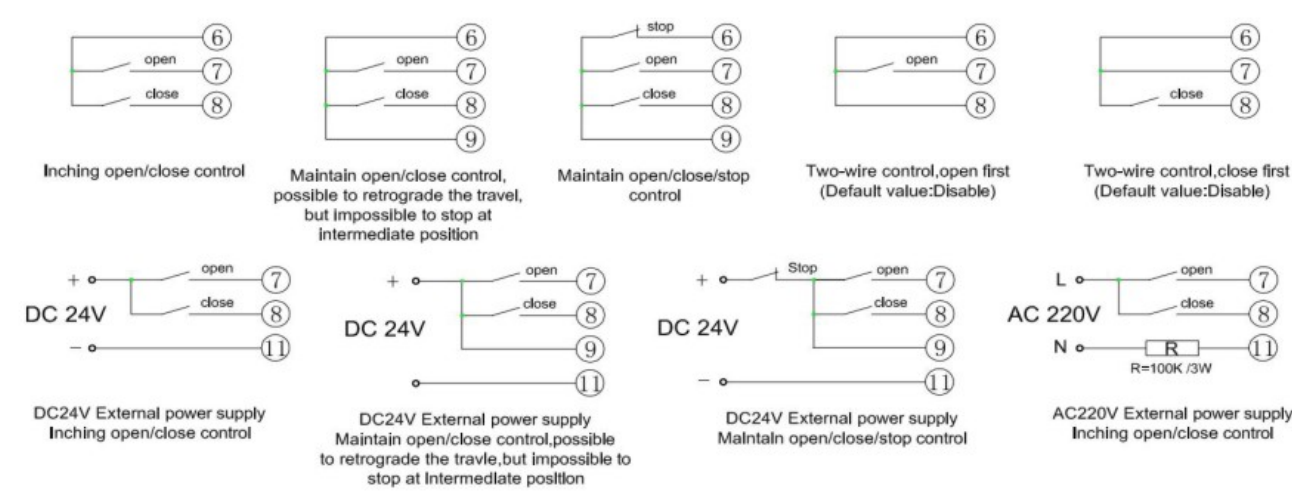 ⑥
open ⑦
close ⑧
Inching open/close control
⑥
open ⑦
close ⑧
⑨
Maintain open/close control,
possible to retrograde the travel,
but impossible to stop at
intermediate position
stop ⑥
open ⑦
close ⑧
⑨
Maintain open/close/stop
control
⑥
open ⑦
⑧
Two-wire control,open first
(Default value:Disable)
⑥
⑦
close ⑧
Two-wire control,close first
(Default value:Disable)
+ open ⑦
DC 24V close ⑧
− ⑪
DC24V External power supply
Inching open/close control
+ open ⑦
close ⑧
DC 24V
⑨
⑪
DC24V External power supply
Maintain open/close control,possible
to retrograde the travle,but impossible to
stop at intermediate position
+ Stop open ⑦
close ⑧
DC 24V
⑨
− ⑪
DC24V External power supply
Maintain open/close/stop control
L open ⑦
AC 220V close ⑧
N R ⑪
R=100K /3W
AC220V External power supply
Inching open/close control